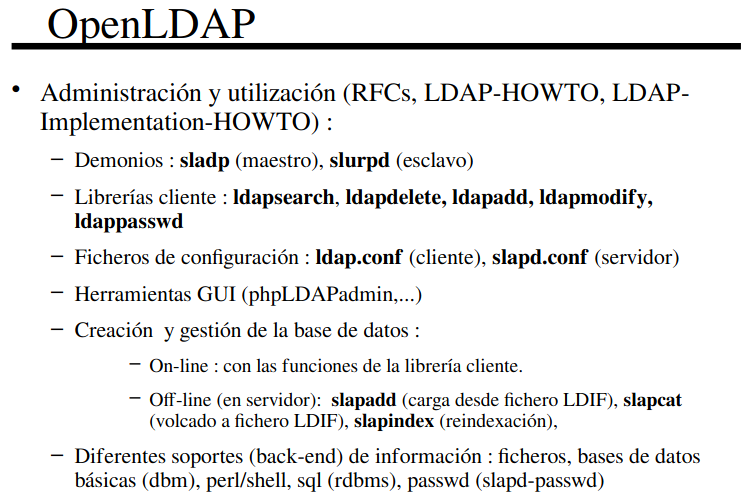 OpenLDAP
• Administración y utilización (RFCs, LDAP-HOWTO, LDAP-
Implementation-HOWTO) :
– Demonios : sladp (maestro), slurpd (esclavo)
– Librerías cliente : ldapsearch, ldapdelete, ldapadd, ldapmodify,
ldappasswd
– Ficheros de configuración : ldap.conf (cliente), slapd.conf (servidor)
– Herramientas GUI (phpLDAPadmin,...)
– Creación  y gestión de la base de datos :
– On-line : con las funciones de la librería cliente.
– Off-line (en servidor):  slapadd (carga desde fichero LDIF), slapcat
(volcado a fichero LDIF), slapindex (reindexación),
– Diferentes soportes (back-end) de información : ficheros, bases de datos
básicas (dbm), perl/shell, sql (rdbms), passwd (slapd-passwd)